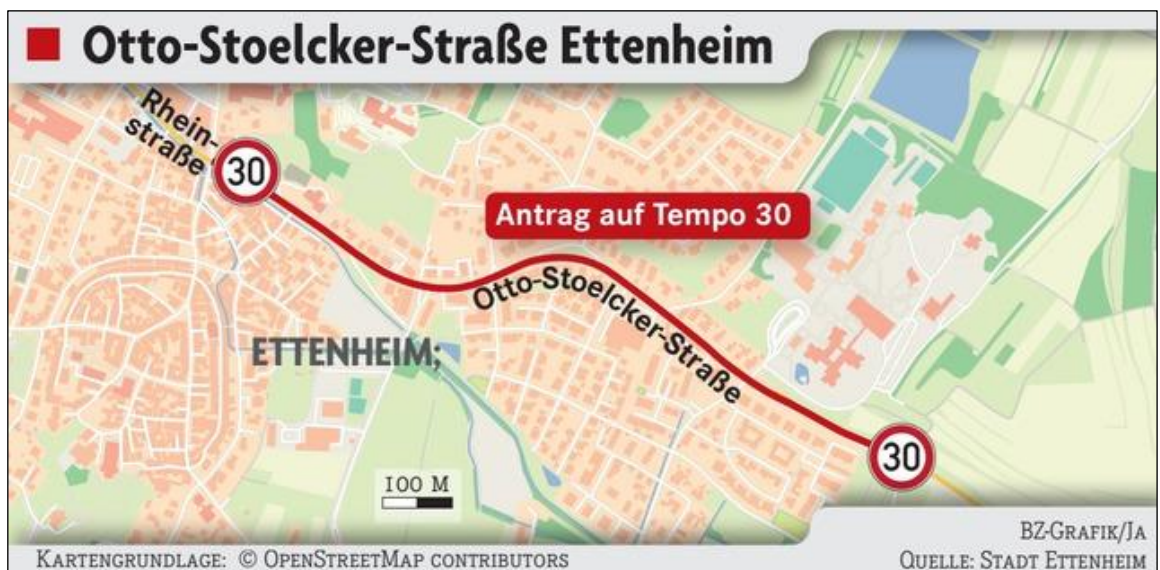 Otto-Stoelcker-Straße Ettenheim
Rhein-
straße
30
Antrag auf Tempo 30
Otto-Stoelcker-Straße
ETTENHEIM;
30
100 M
BZ-GRAFIK/JA
KARTENGRUNDLAGE: © OPENSTREETMAP CONTRIBUTORS
QUELLE: STADT ETTENHEIM